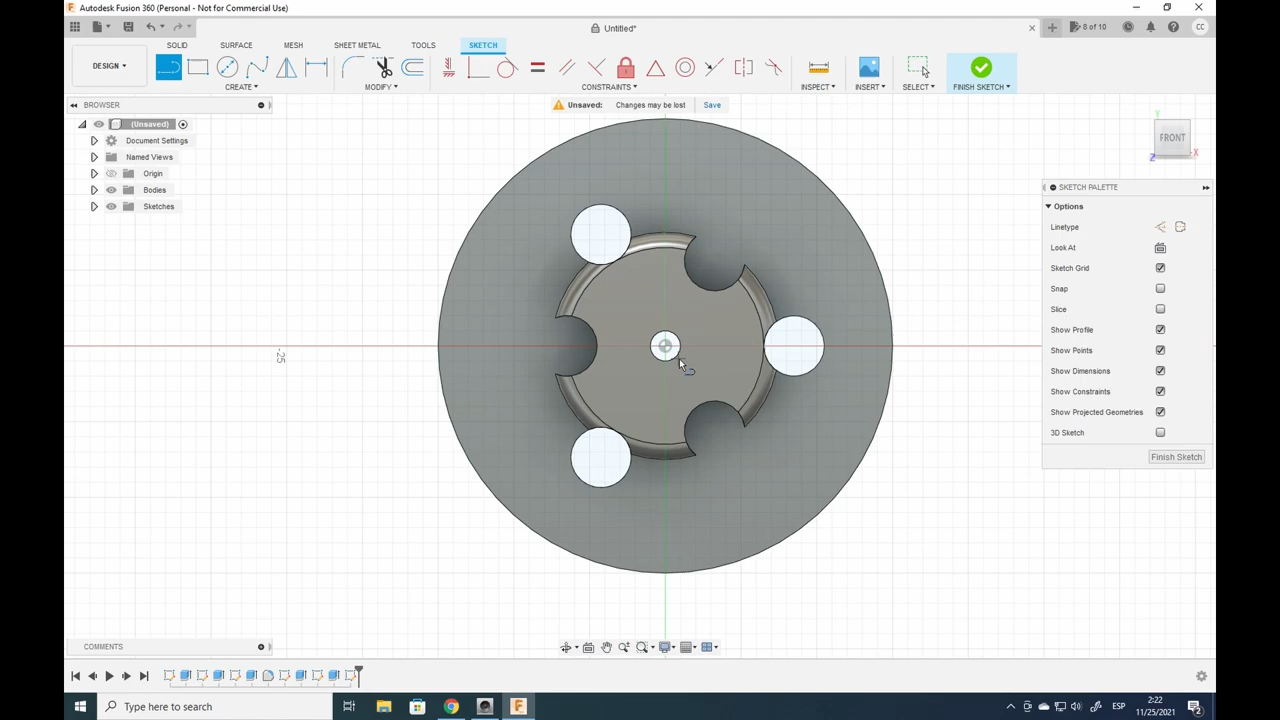 Autodesk Fusion 360 (Personal - Not for Commercial Use)
Untitled*
8 of 10
CC
DESIGN
SOLID SURFACE MESH SHEET METAL TOOLS SKETCH
CREATE MODIFY CONSTRAINTS INSPECT INSERT SELECT FINISH SKETCH
BROWSER
Unsaved: Changes may be lost Save
(Unsaved)
Document Settings
Named Views
Origin
Bodies
Sketches
FRONT
Y
X
Z
SKETCH PALETTE
Options
Linetype
Look At
Sketch Grid
Snap
Slice
Show Profile
Show Points
Show Dimensions
Show Constraints
Show Projected Geometries
3D Sketch
Finish Sketch
-25
COMMENTS
Type here to search
ESP
2:22
11/25/2021
2